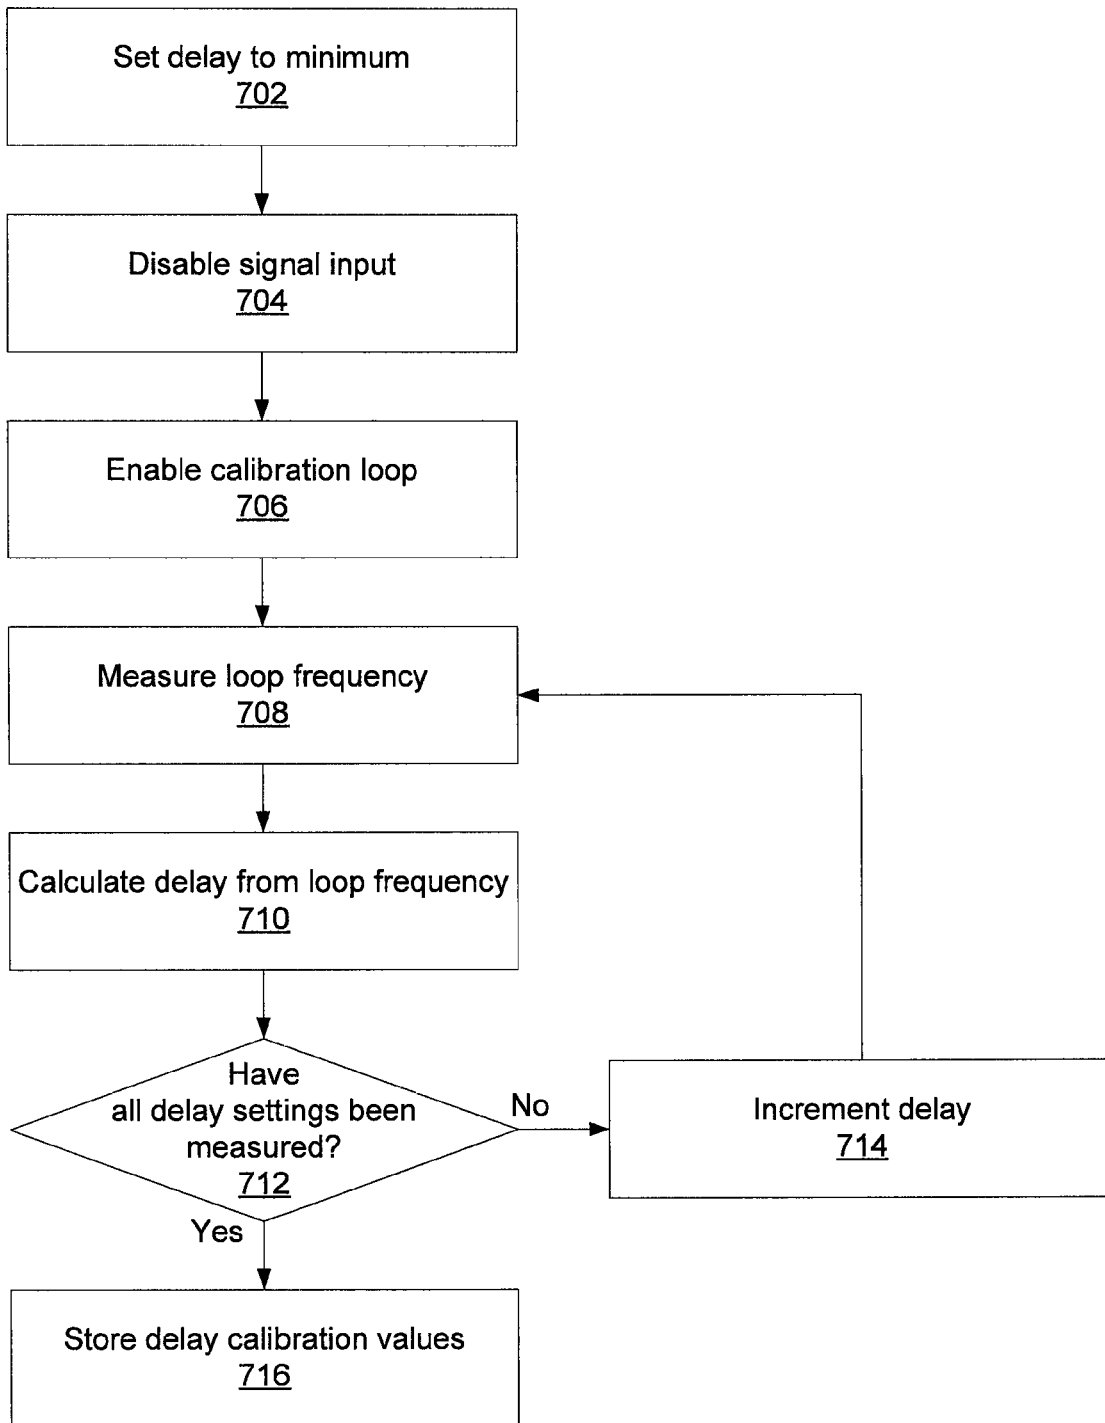 Set delay to minimum
702
Disable signal input
704
Enable calibration loop
706
Measure loop frequency
708
Calculate delay from loop frequency
710
Have
all delay settings been
measured?
712
No
Increment delay
714
Yes
Store delay calibration values
716